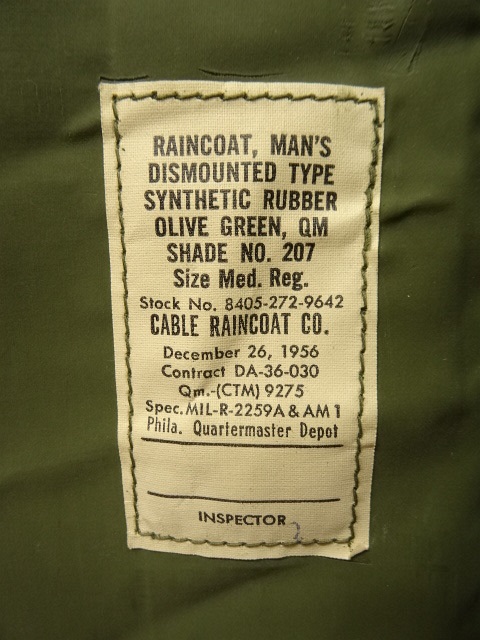 RAINCOAT, MAN'S
DISMOUNTED TYPE
SYNTHETIC RUBBER
OLIVE GREEN, QM
SHADE NO. 207
Size Med. Reg.
Stock No. 8405-272-9642
CABLE RAINCOAT CO.
December 26, 1956
Contract DA-36-030
Qm.-(CTM) 9275
Spec. MIL-R-2259A & AM 1
Phila. Quartermaster Depot
INSPECTOR